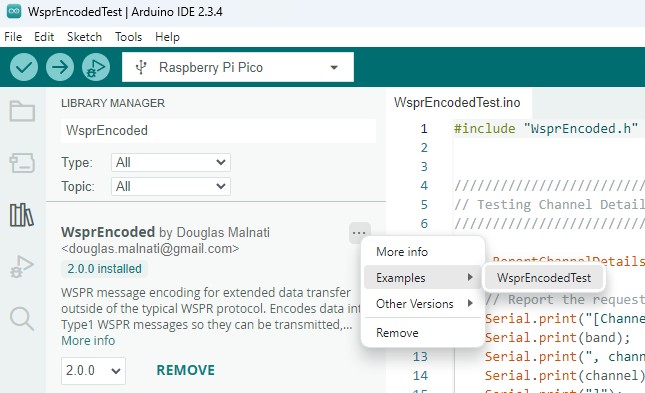 WsprEncodedTest | Arduino IDE 2.3.4
File Edit Sketch Tools Help
Raspberry Pi Pico
LIBRARY MANAGER
WsprEncoded
Type: All
Topic: All
WsprEncoded by Douglas Malnati
<douglas.malnati@gmail.com>
2.0.0 installed
WSPR message encoding for extended data transfer
outside of the typical WSPR protocol. Encodes data
Type1 WSPR messages so they can be transmitted,...
More info
2.0.0 REMOVE
More info
Examples
Other Versions
Remove
WsprEncodedTest
WsprEncodedTest.ino
1 #include "WsprEncoded.h"
2
3
4 ///////////////////////////
5 // Testing Channel Detail
6 ///////////////////////////
ReportChannelDetails
// Report the request
Serial.print("[Channe
Serial.print(band);
13 Serial.print(", chann
14 Serial.print(channel)
15 Serial.print("]");